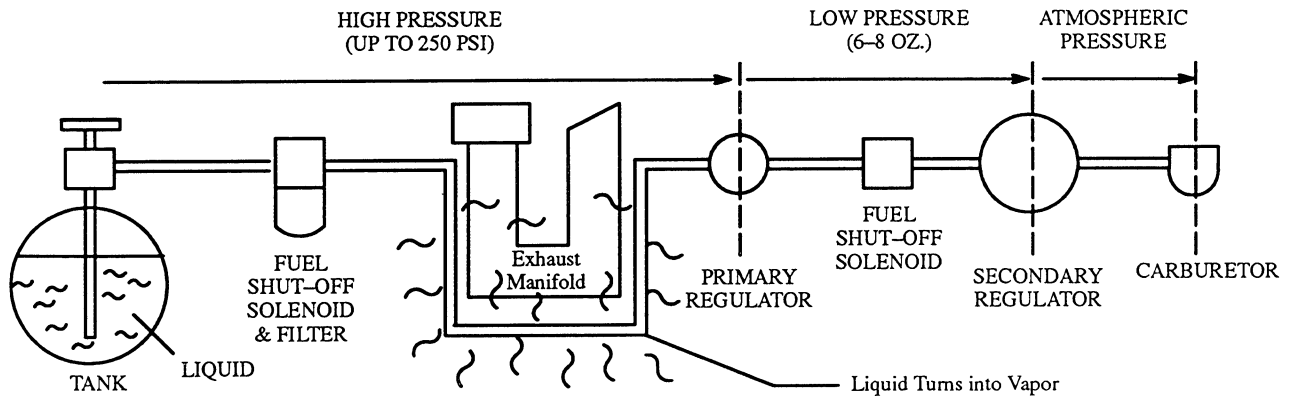 HIGH PRESSURE
(UP TO 250 PSI)
LOW PRESSURE
(6–8 OZ.)
ATMOSPHERIC
PRESSURE
TANK
LIQUID
FUEL
SHUT–OFF
SOLENOID
& FILTER
Exhaust
Manifold
PRIMARY
REGULATOR
FUEL
SHUT–OFF
SOLENOID
SECONDARY
REGULATOR
CARBURETOR
Liquid Turns into Vapor